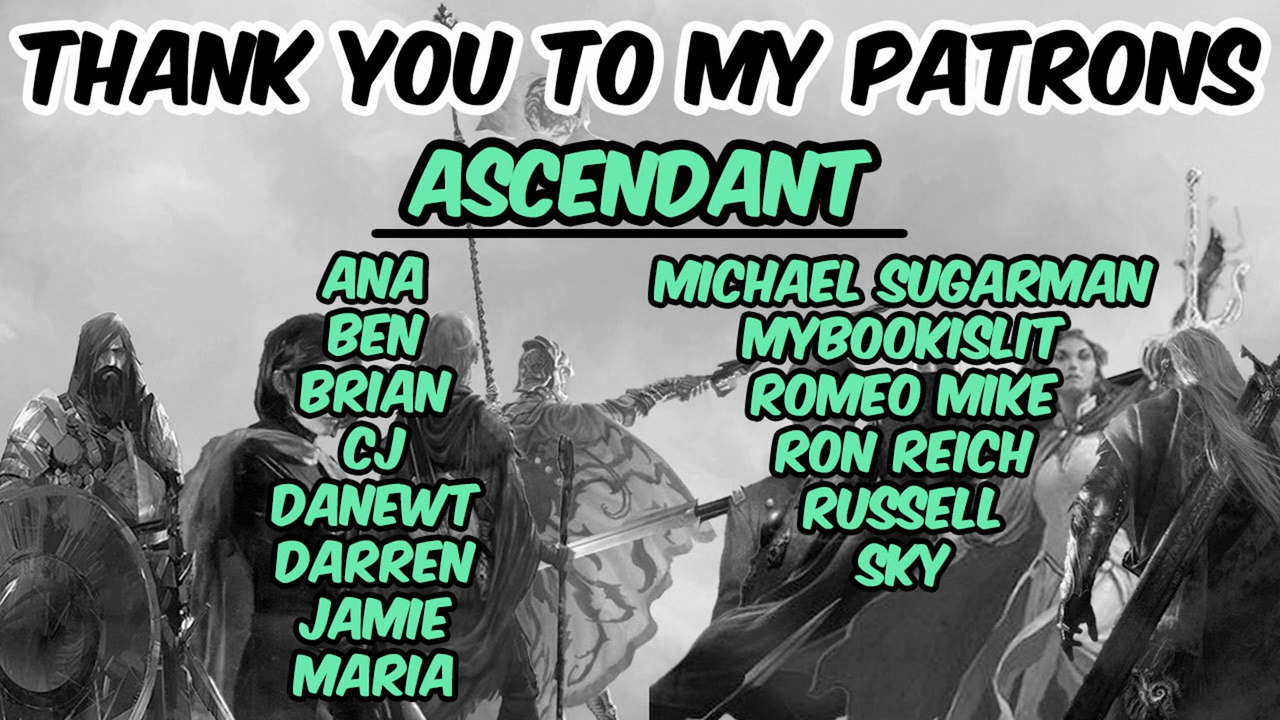 THANK YOU TO MY PATRONS
ASCENDANT
ANA
BEN
BRIAN
CJ
DANEWT
DARREN
JAMIE
MARIA
MICHAEL SUGARMAN
MYBOOKISLIT
ROMEO MIKE
RON REICH
RUSSELL
SKY